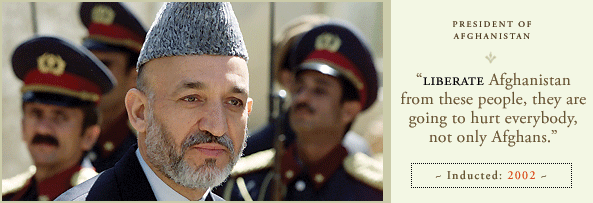 PRESIDENT OF
AFGHANISTAN
“LIBERATE Afghanistan
from these people, they are
going to hurt everybody,
not only Afghans.”
~ Inducted: 2002 ~